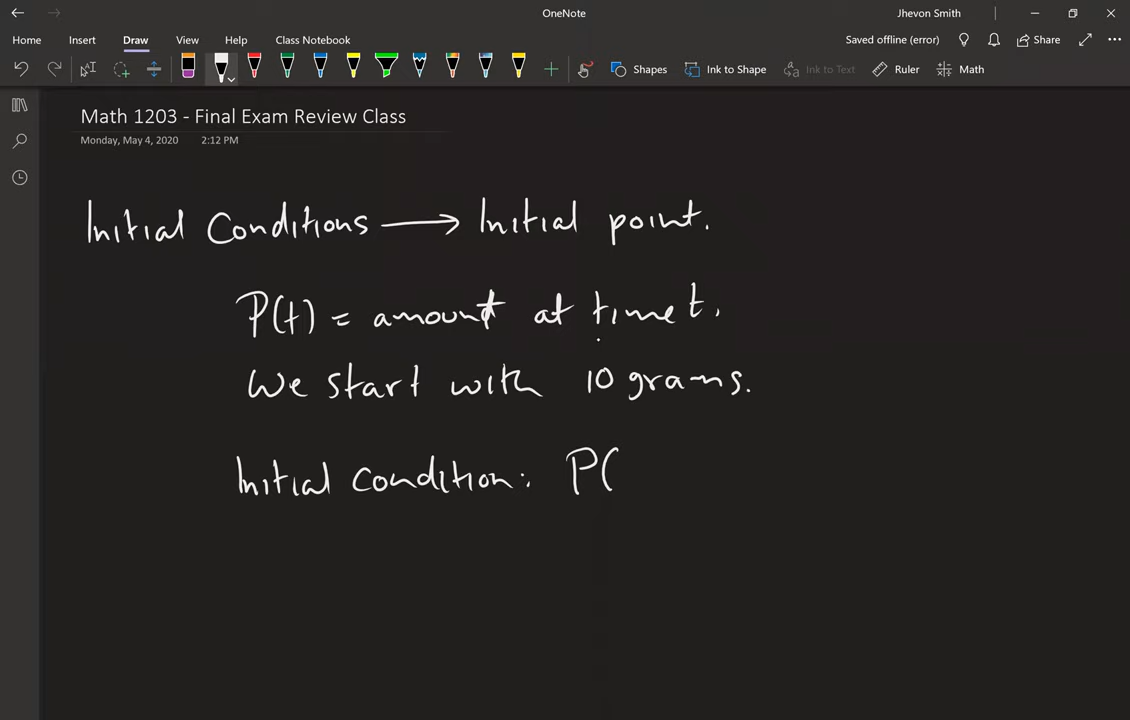 OneNote
Jhevon Smith
Home Insert Draw View Help Class Notebook
Saved offline (error) Share
Shapes Ink to Shape Ink to Text Ruler Math
Math 1203 - Final Exam Review Class
Monday, May 4, 2020 2:12 PM
Initial Conditions → Initial point.
P(t) = amount at time t.
We start with 10 grams.
Initial condition: P(